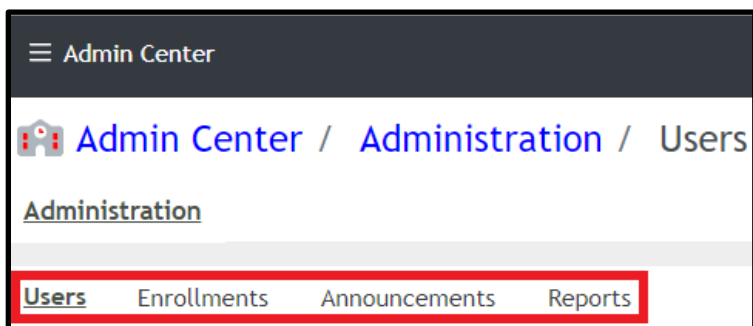 Admin Center
Admin Center / Administration / Users
Administration
Users Enrollments Announcements Reports